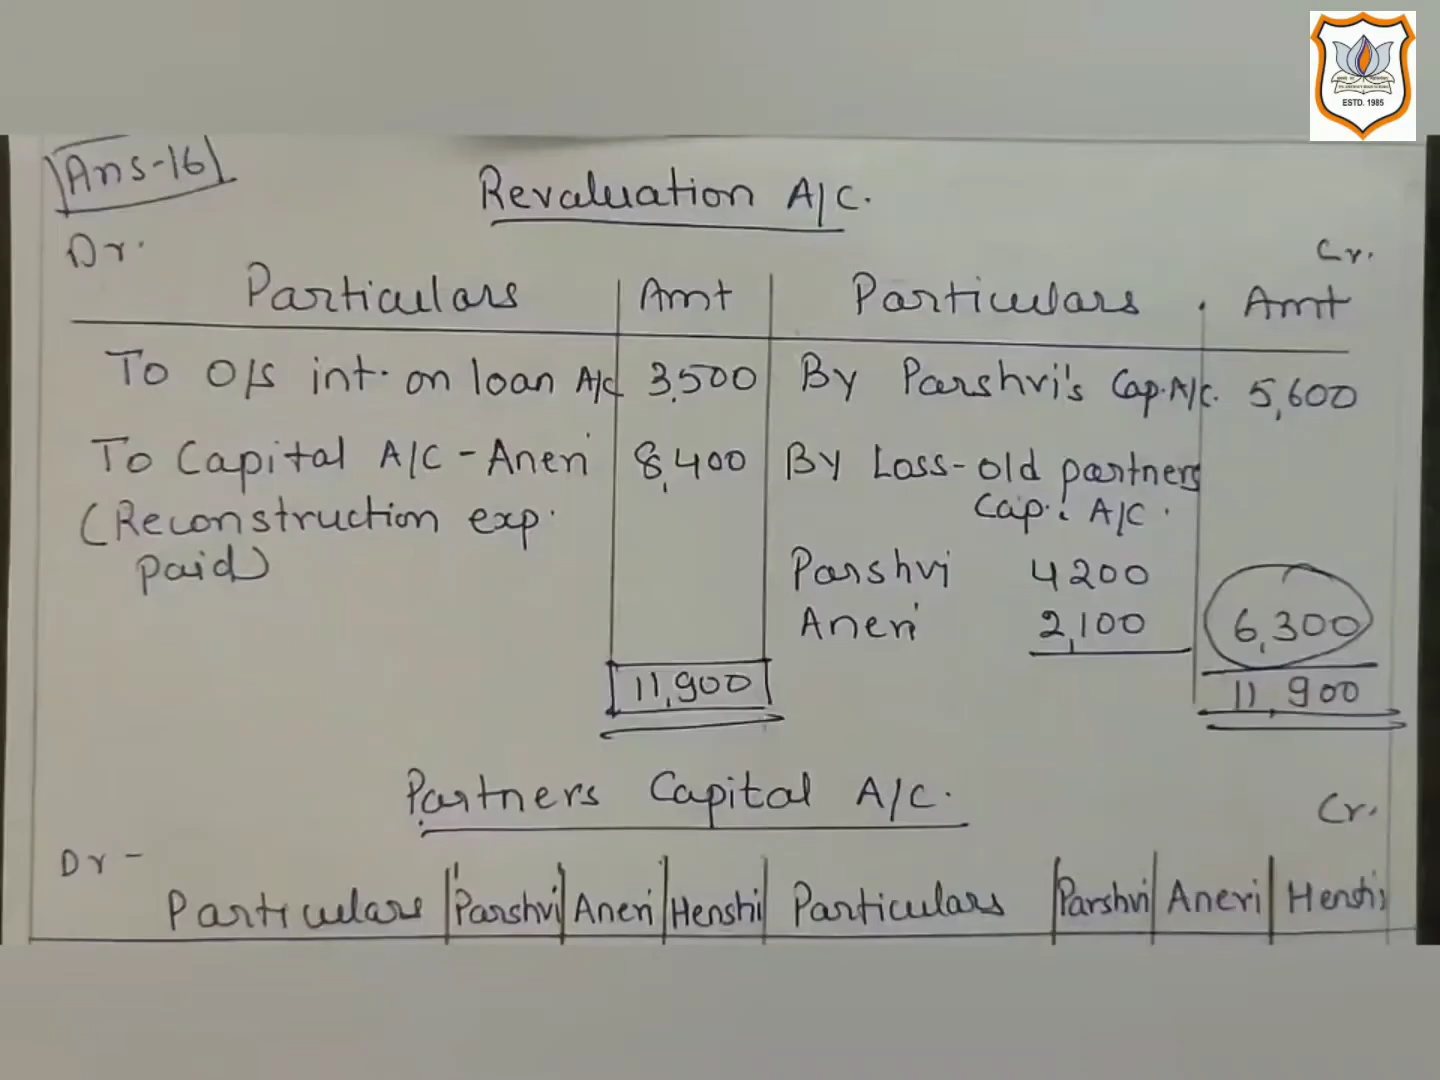 ESTD. 1985
Ans-16
Revaluation A/C.
Dr.
Cr.
Particulars Amt Particulars Amt
To O/s int. on loan A/c 3,500 By Parshvi's Cap. A/c. 5,600
To Capital A/C - Aneri 8,400 By Loss-old partners
Cap. A/C.
(Reconstruction exp.
paid)
Parshvi 4200
Aneri 2,100 6,300
11,900 11,900
Partners Capital A/C.
Cr.
Dr -
Particulars Parshvi Aneri Henshi Particulars Parshvi Aneri Henshi